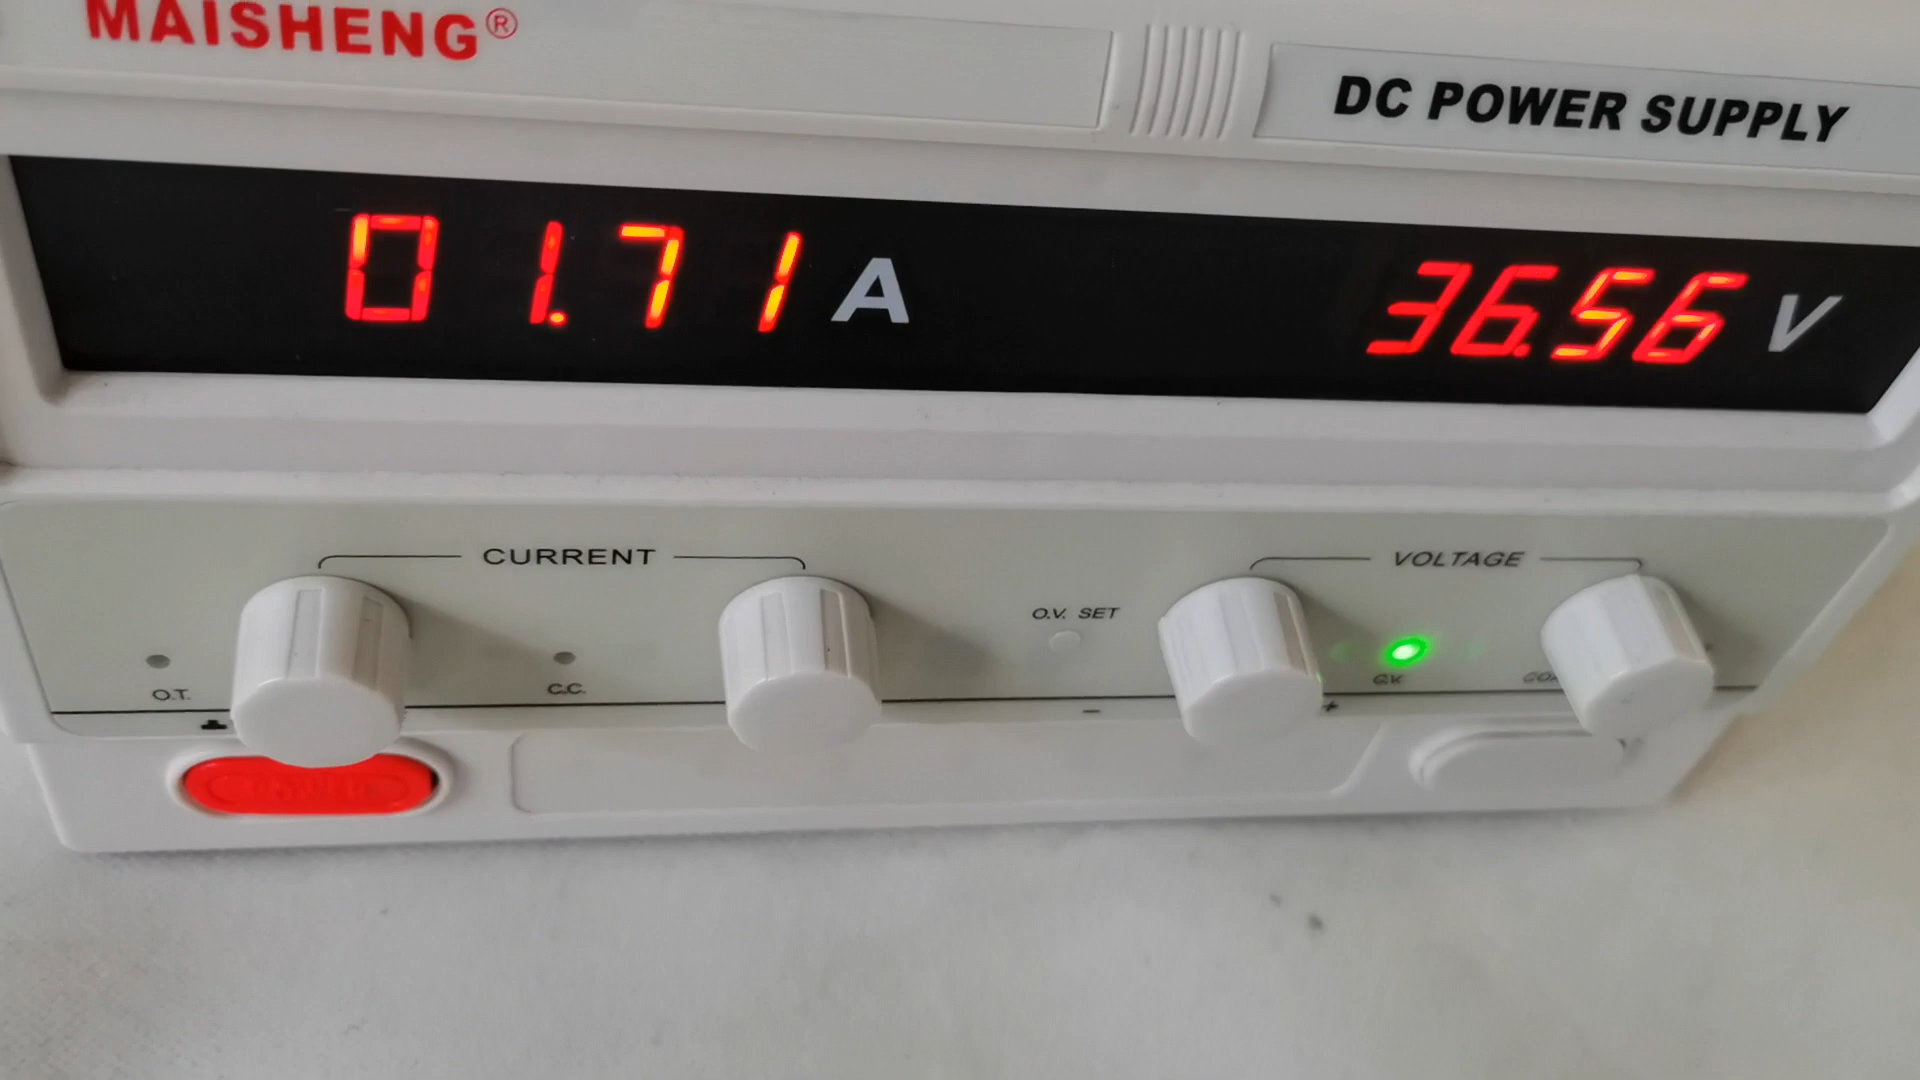 MAISHENG®
DC POWER SUPPLY
01.71 A
36.56 V
CURRENT
VOLTAGE
O.V. SET
O.T.
C.C.
C.V.
−
+